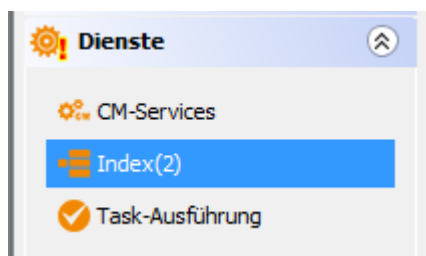 Dienste
CM-Services
Index(2)
Task-Ausführung